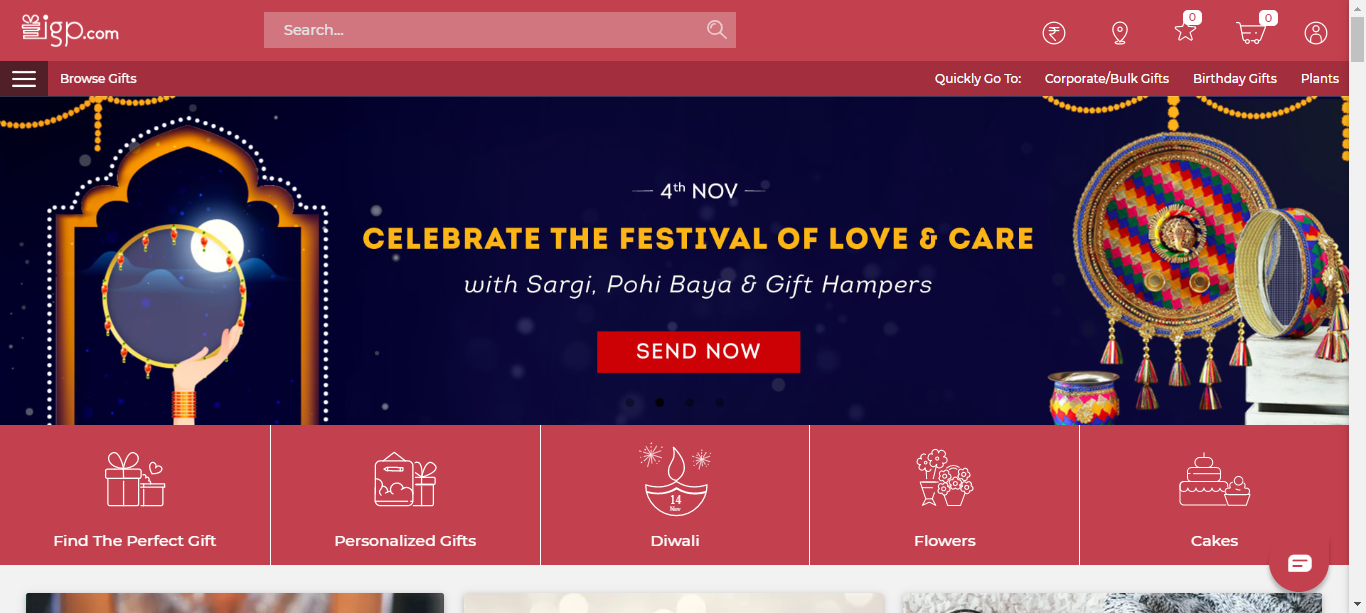 igp.com
Search...
0
0
Browse Gifts
Quickly Go To:
Corporate/Bulk Gifts
Birthday Gifts
Plants
4th NOV
CELEBRATE THE FESTIVAL OF LOVE & CARE
with Sargi, Pohi Baya & Gift Hampers
SEND NOW
14
Nov
Find The Perfect Gift
Personalized Gifts
Diwali
Flowers
Cakes